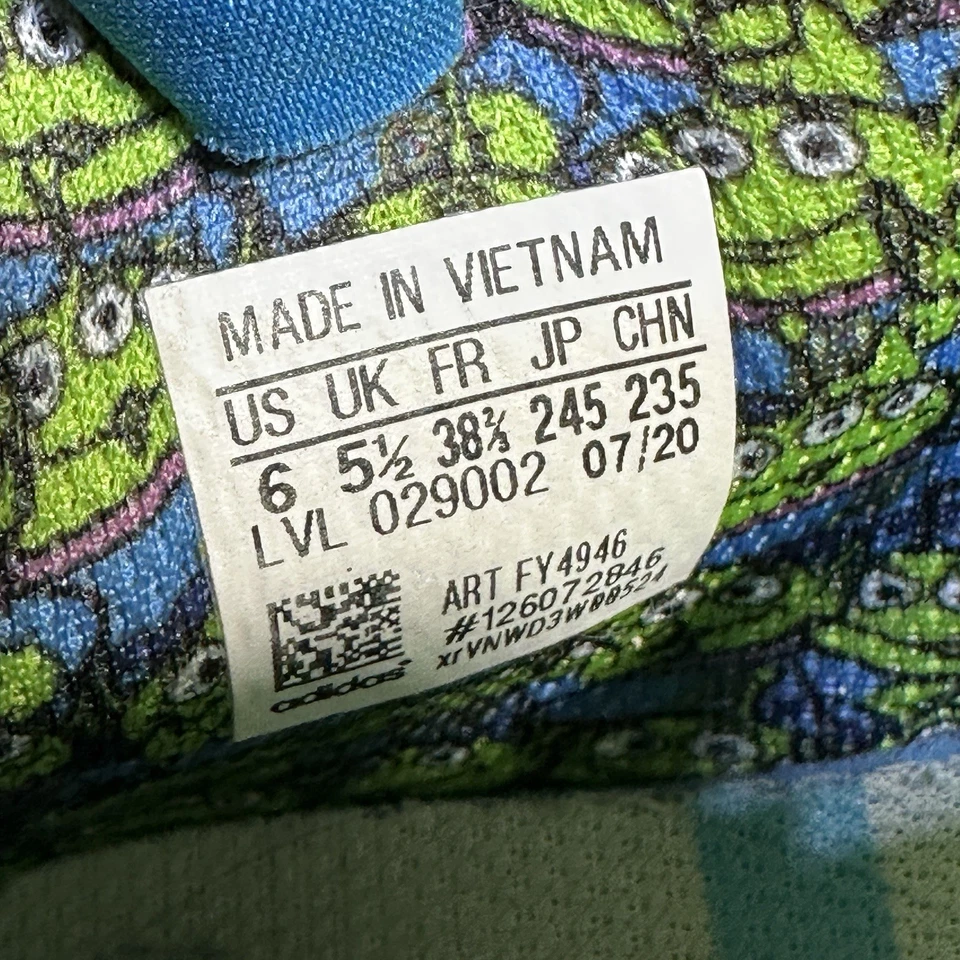 MADE IN VIETNAM
US UK FR JP CHN
6 5½ 38⅔ 245 235
LVL 029002 07/20
ART FY4946
#126072846
adidas